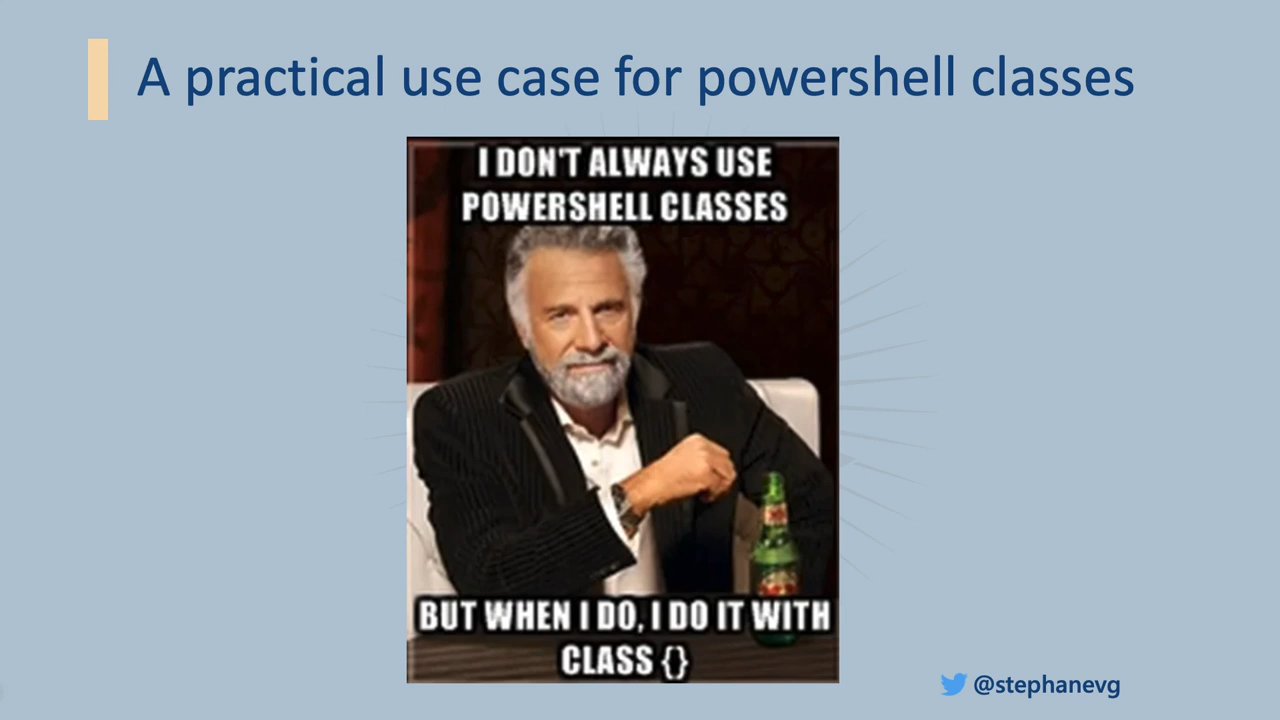 A practical use case for powershell classes
I DON'T ALWAYS USE
POWERSHELL CLASSES
BUT WHEN I DO, I DO IT WITH
CLASS {}
@stephanevg